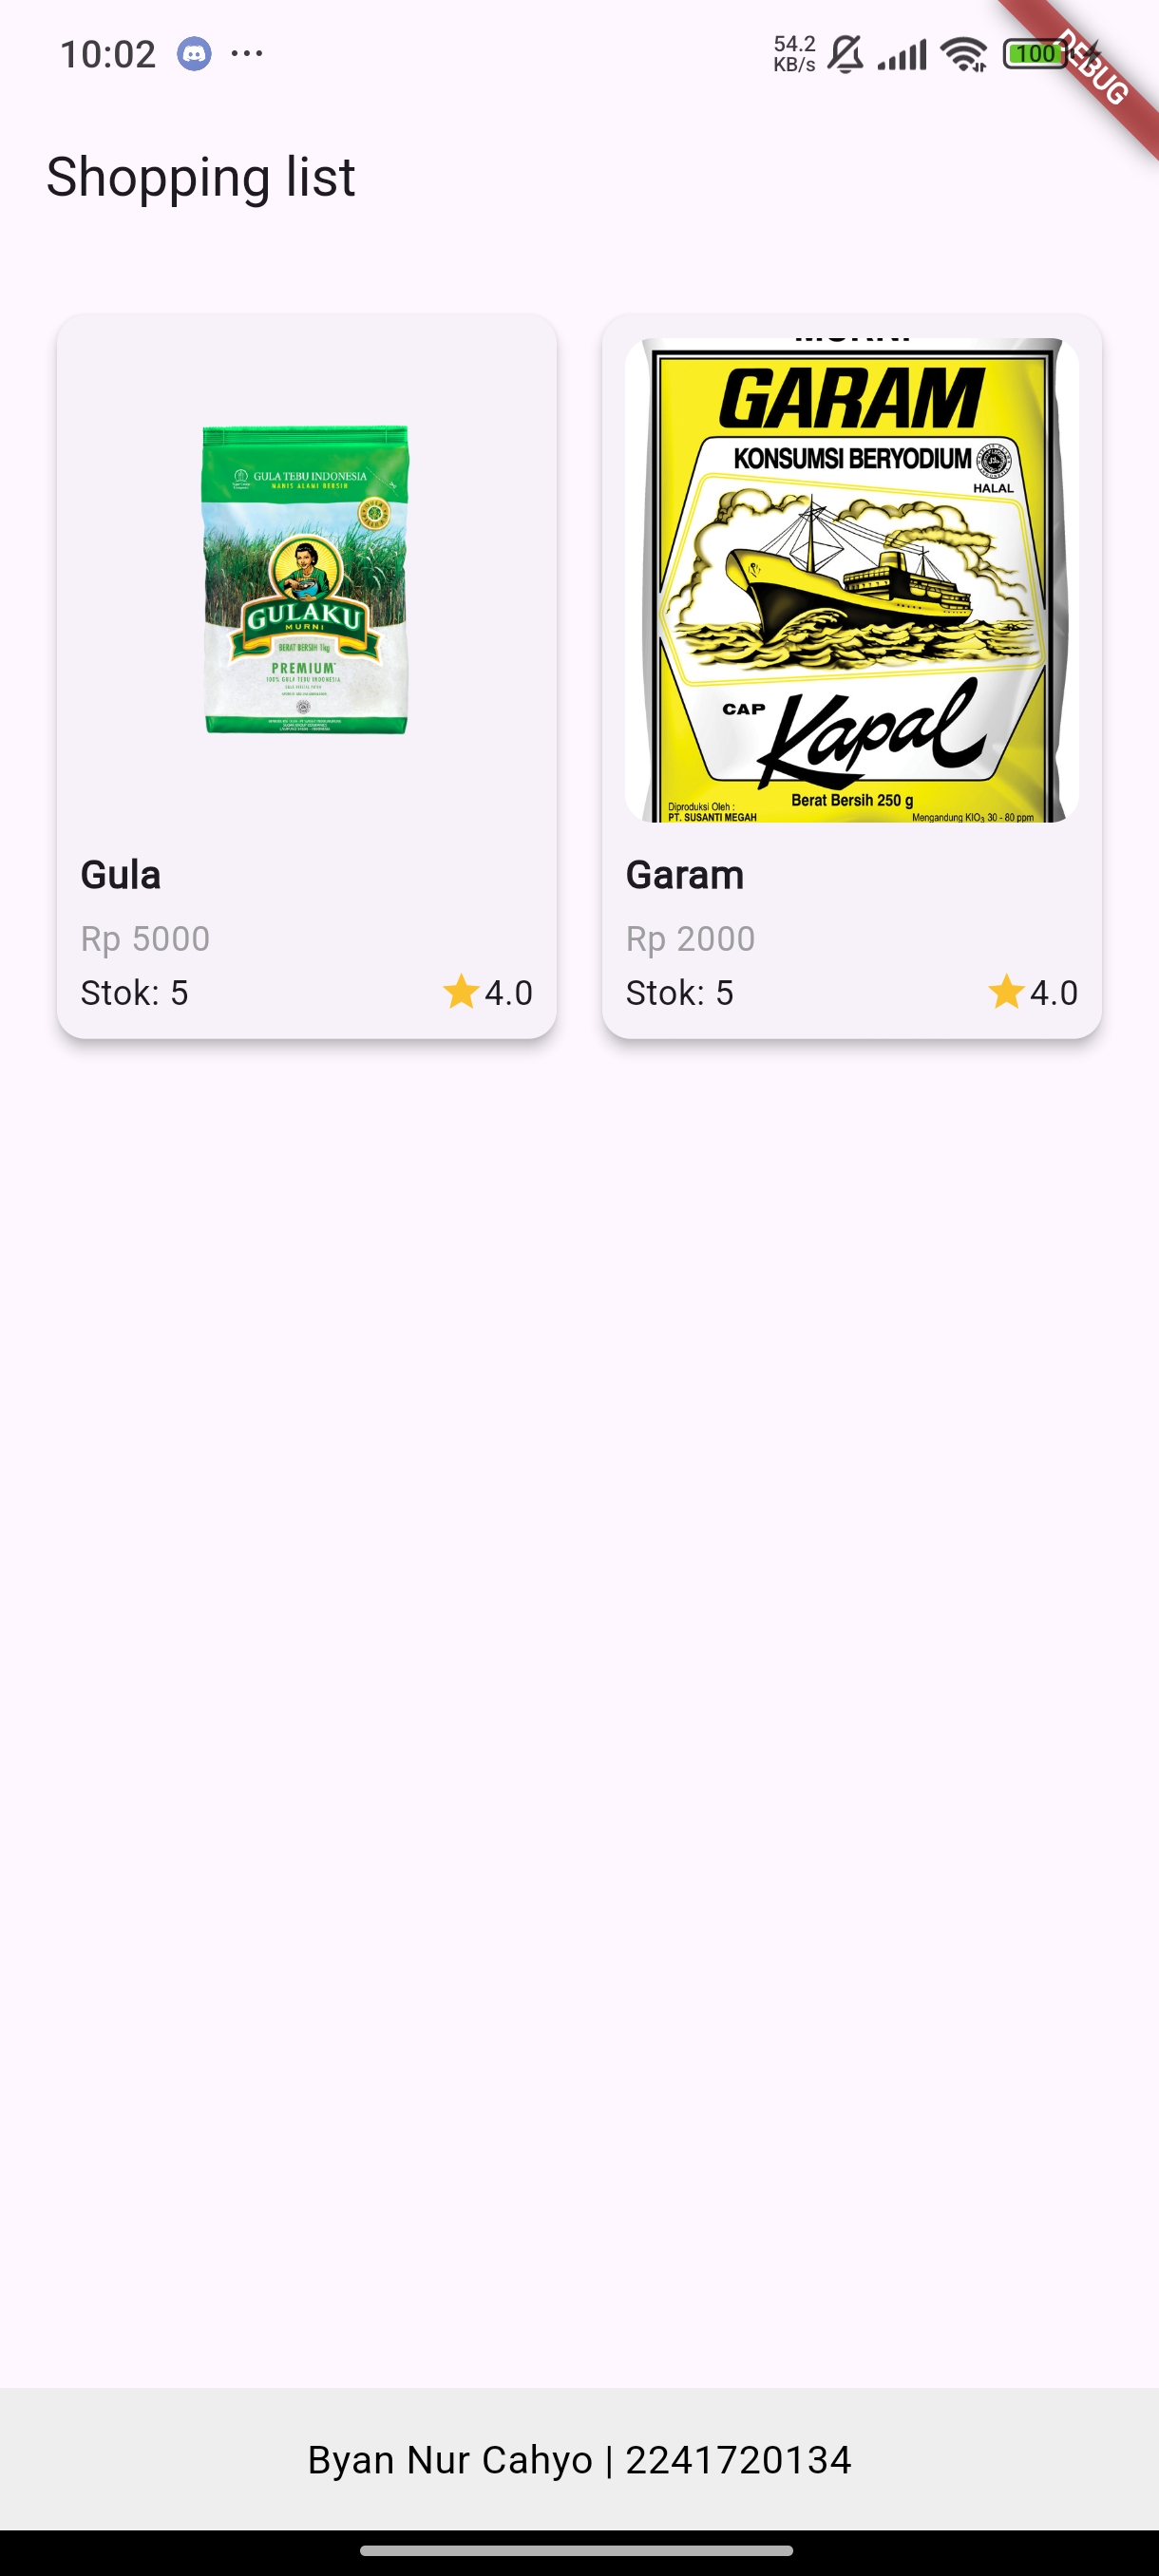 10:02
54.2
KB/s
100
DEBUG
Shopping list
GULA TEBU INDONESIA
MANIS ALAMI BERSIH
GULAKU
MURNI
BERAT BERSIH 1kg
PREMIUM
100% GULA TEBU INDONESIA
GARAM
KONSUMSI BERYODIUM
HALAL
CAP
Kapal
Berat Bersih 250 g
Diproduksi Oleh :
PT. SUSANTI MEGAH
Mengandung KIO₃ 30 - 80 ppm
Gula
Garam
Rp 5000
Rp 2000
Stok: 5
4.0
Stok: 5
4.0
Byan Nur Cahyo | 2241720134